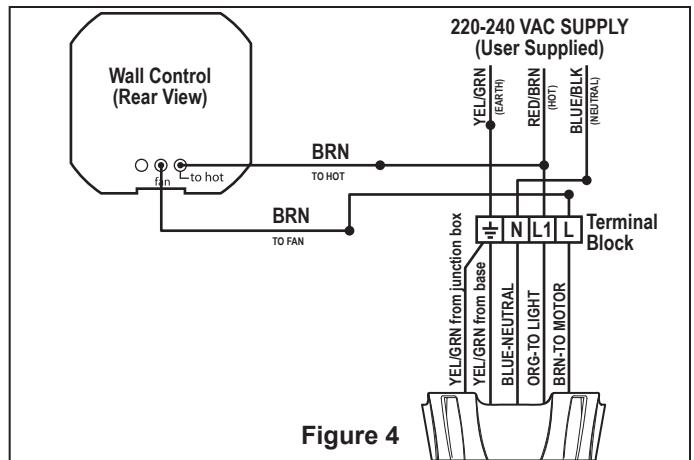 220-240 VAC SUPPLY
(User Supplied)
Wall Control
(Rear View)
YEL/GRN
(EARTH)
RED/BRN
(HOT)
BLUE/BLK
(NEUTRAL)
fan
to hot
BRN
TO HOT
BRN
TO FAN
N L1 L
Terminal
Block
YEL/GRN from junction box
YEL/GRN from base
BLUE-NEUTRAL
ORG-TO LIGHT
BRN-TO MOTOR
Figure 4